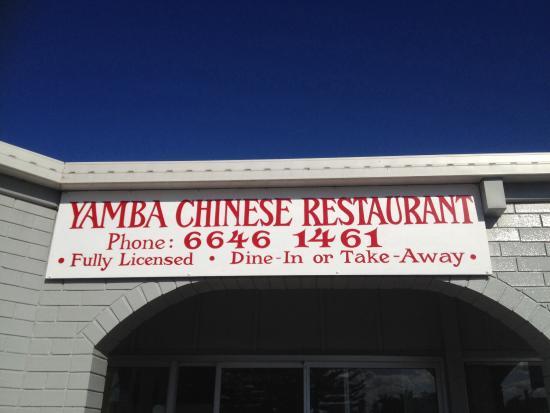 YAMBA CHINESE RESTAURANT
Phone: 6646 1461
• Fully Licensed • Dine-In or Take-Away •